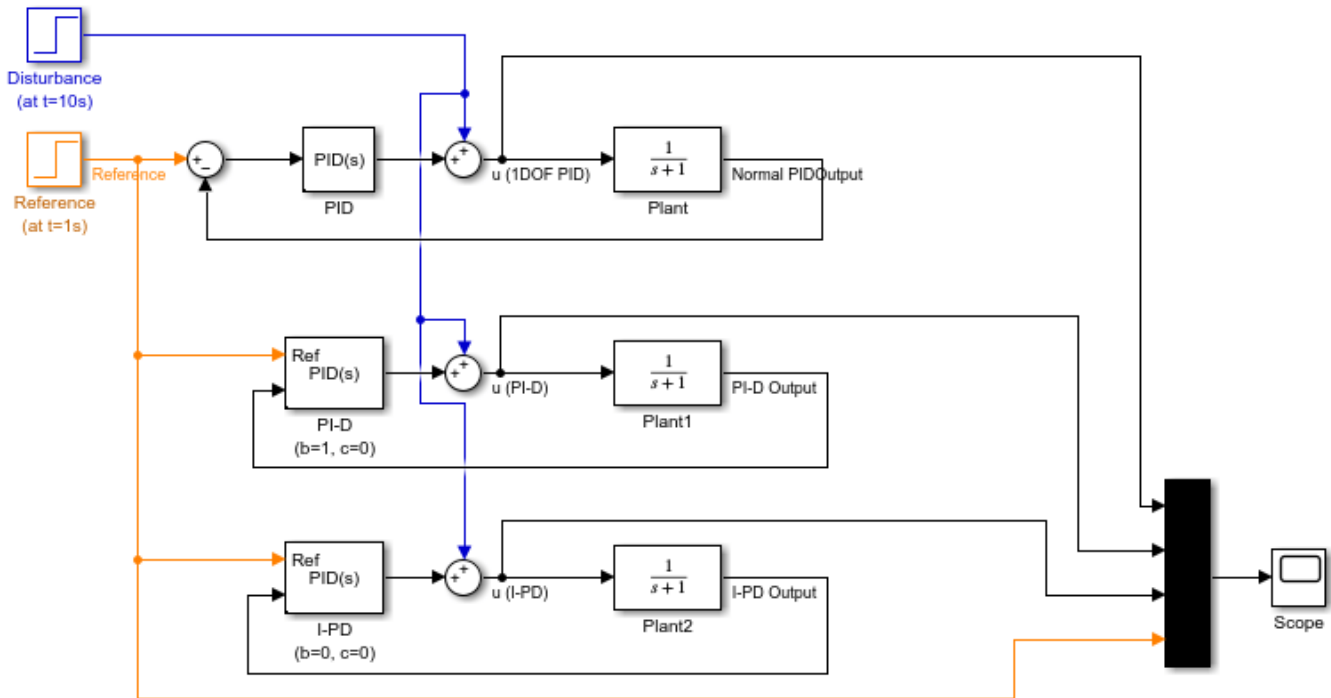 Disturbance
(at t=10s)
Reference
Reference
(at t=1s)
+
−
PID(s)
PID
+
+
u (1DOF PID)
1
s + 1
Plant
Normal PIDOutput
Ref
PID(s)
PI-D
(b=1, c=0)
+
+
u (PI-D)
1
s + 1
Plant1
PI-D Output
Ref
PID(s)
I-PD
(b=0, c=0)
+
+
u (I-PD)
1
s + 1
Plant2
I-PD Output
Scope